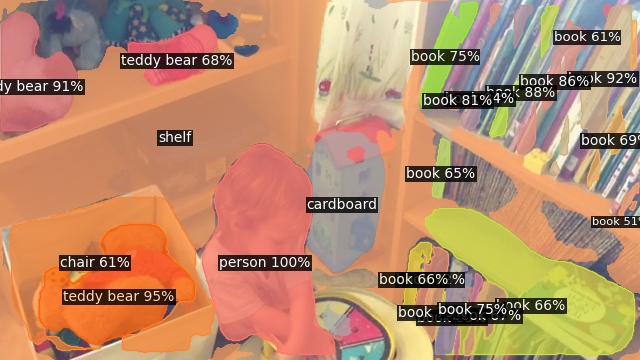 book 61%
book 75%
teddy bear 68%
book 92%
book 86%
dy bear 91%
book 88%
book 81%
4%
shelf
book 69%
book 65%
cardboard
book 51%
chair 61%
person 100%
book 66%
teddy bear 95%
book 66%
book 75%
book